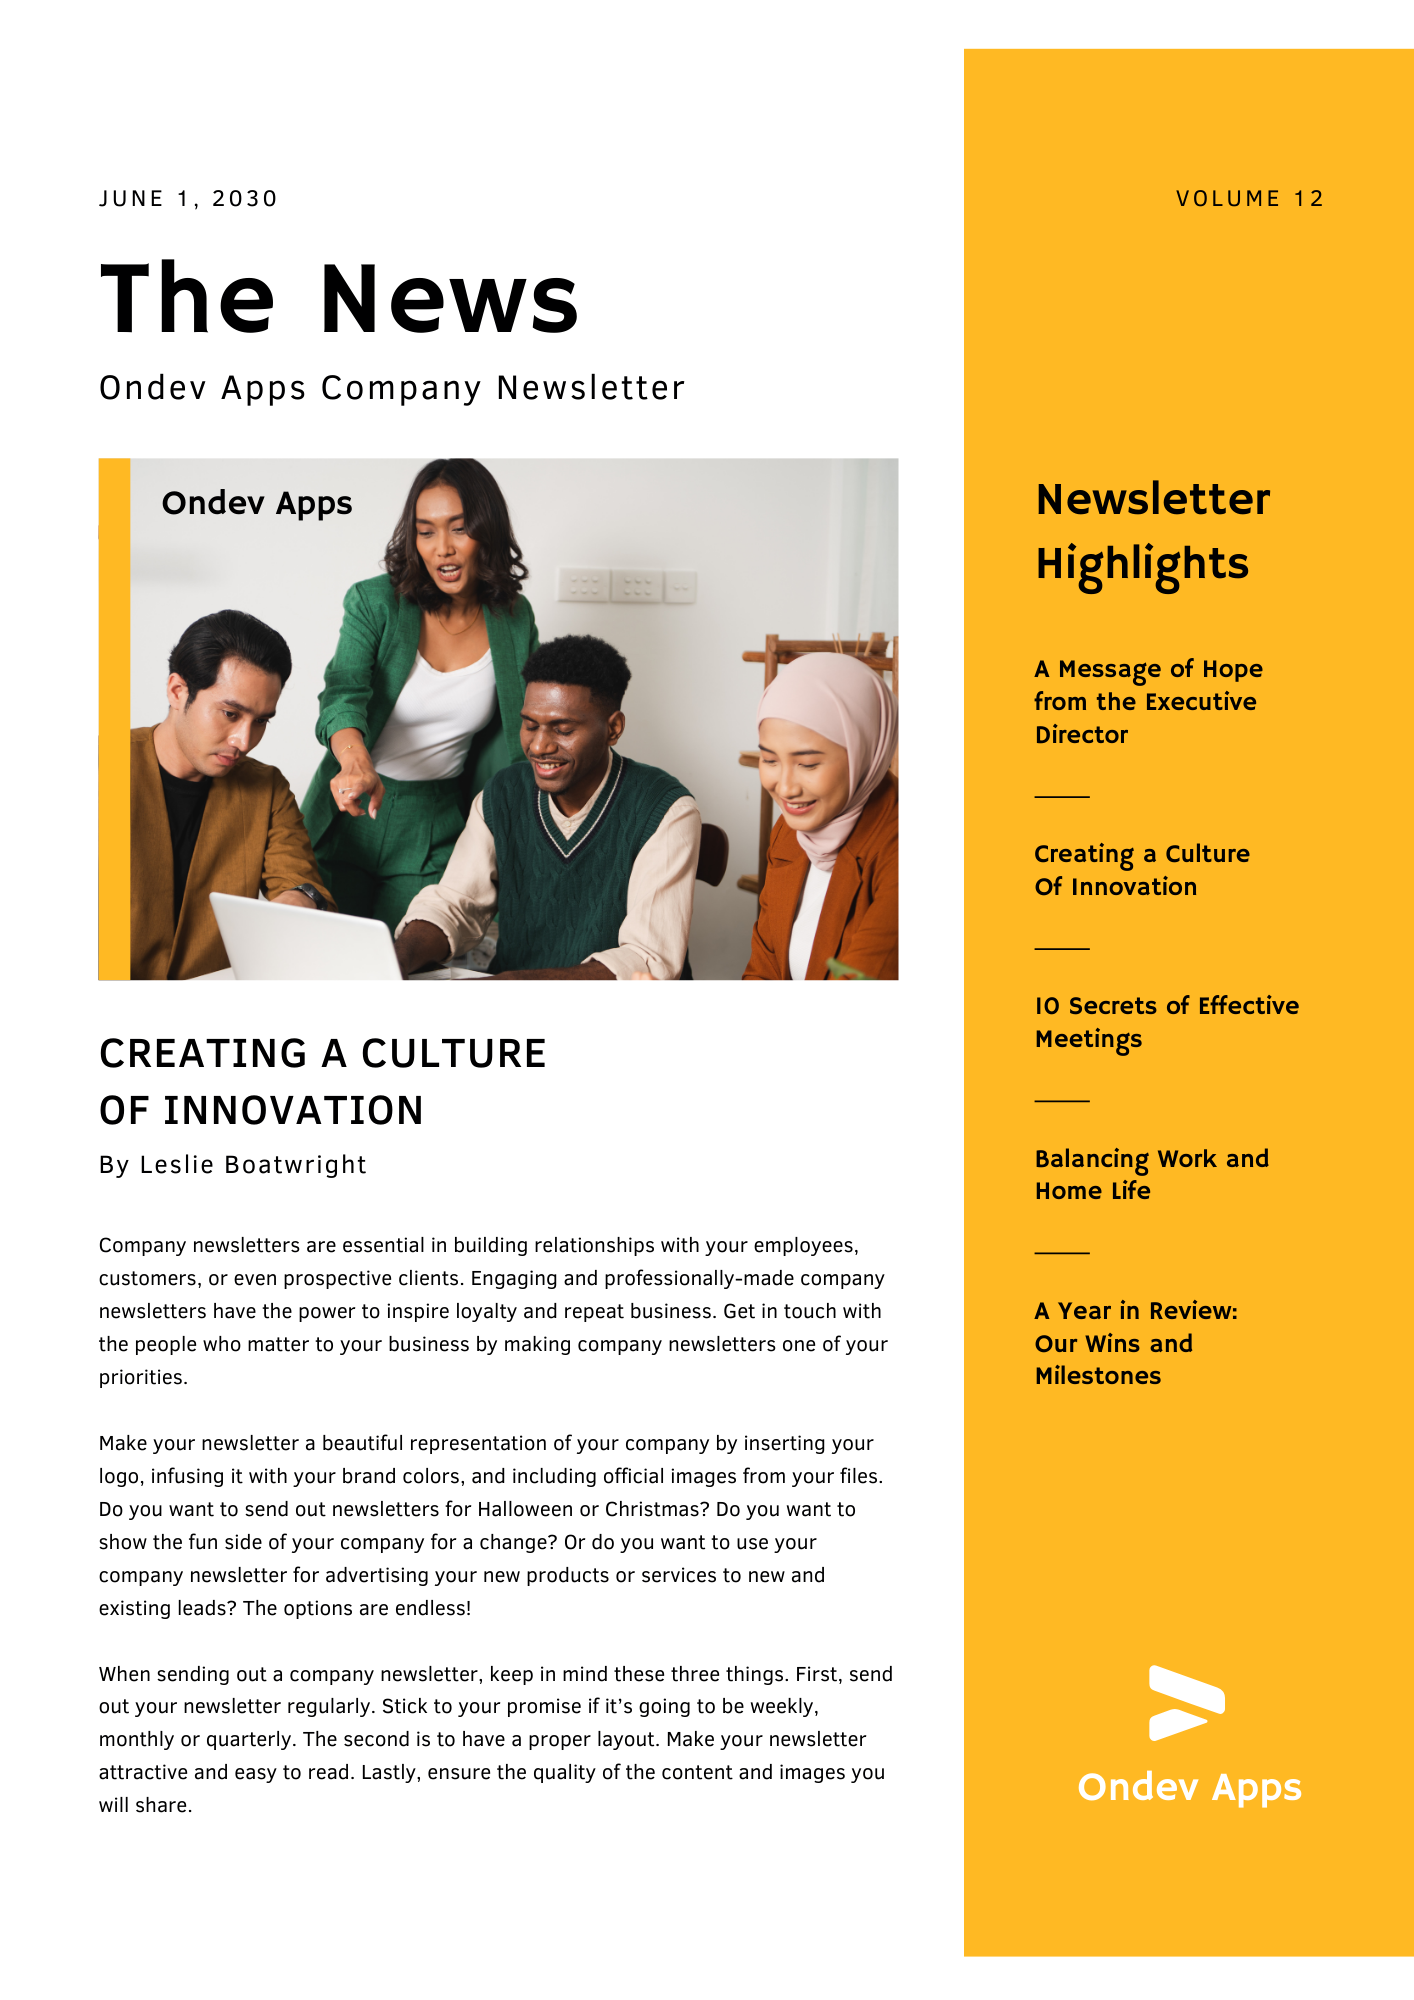 JUNE 1, 2030
VOLUME 12
The News
Ondev Apps Company Newsletter
Ondev Apps
CREATING A CULTURE
OF INNOVATION
By Leslie Boatwright
Company newsletters are essential in building relationships with your employees,
customers, or even prospective clients. Engaging and professionally-made company
newsletters have the power to inspire loyalty and repeat business. Get in touch with
the people who matter to your business by making company newsletters one of your
priorities.
Make your newsletter a beautiful representation of your company by inserting your
logo, infusing it with your brand colors, and including official images from your files.
Do you want to send out newsletters for Halloween or Christmas? Do you want to
show the fun side of your company for a change? Or do you want to use your
company newsletter for advertising your new products or services to new and
existing leads? The options are endless!
When sending out a company newsletter, keep in mind these three things. First, send
out your newsletter regularly. Stick to your promise if it’s going to be weekly,
monthly or quarterly. The second is to have a proper layout. Make your newsletter
attractive and easy to read. Lastly, ensure the quality of the content and images you
will share.
Newsletter
Highlights
A Message of Hope
from the Executive
Director
Creating a Culture
Of Innovation
10 Secrets of Effective
Meetings
Balancing Work and
Home Life
A Year in Review:
Our Wins and
Milestones
Ondev Apps